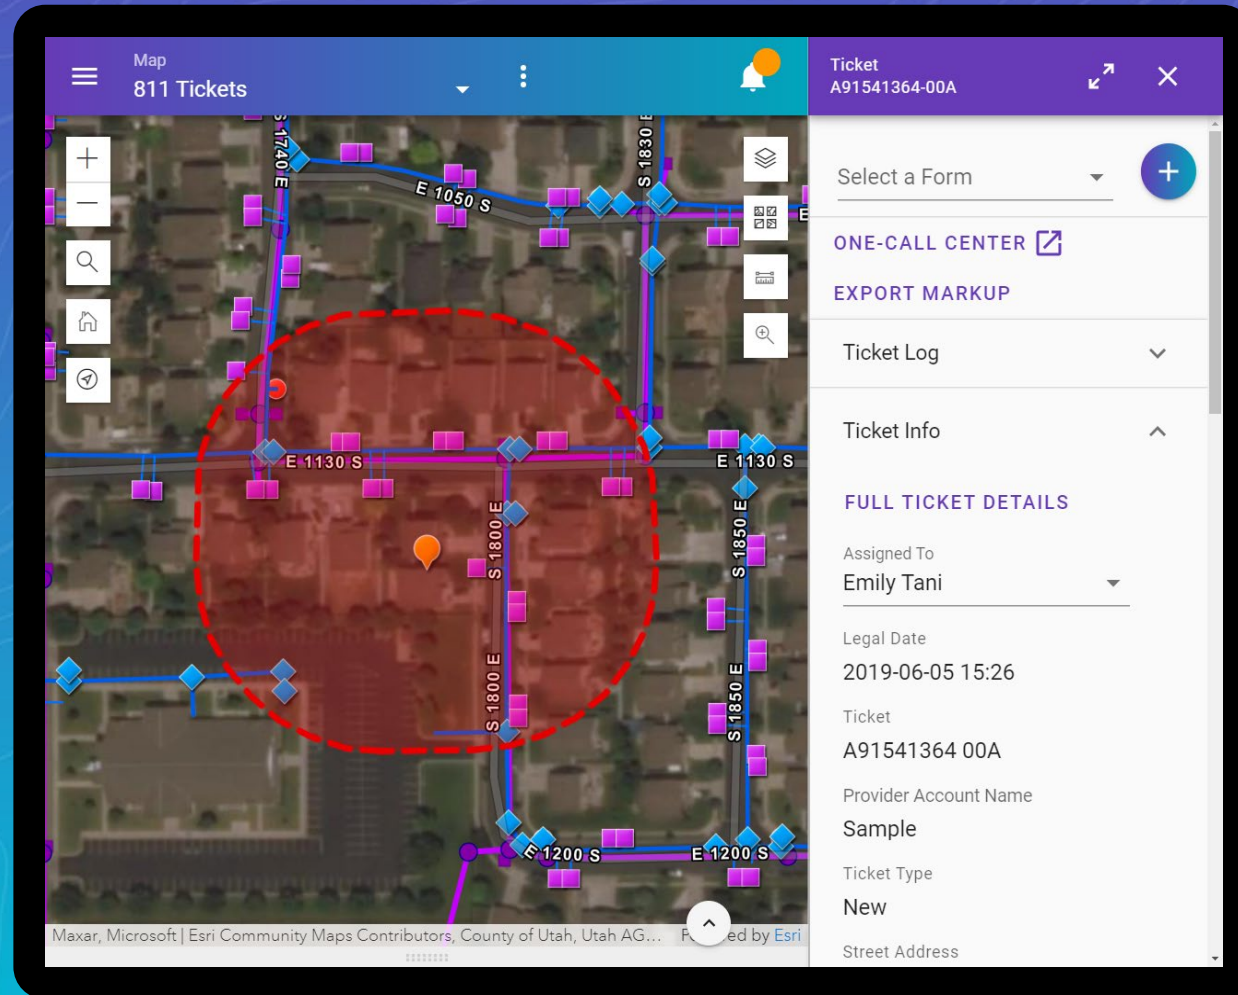 Map
811 Tickets
Ticket
A91541364-00A
S 1740 E
E 1050 S
S 1830 E
E 1130 S
E 1130 S
S 1800 E
S 1850 E
S 1800 E
S 1850 E
E 1200 S
E 1200 S
Maxar, Microsoft | Esri Community Maps Contributors, County of Utah, Utah AG...
by Esri
Select a Form
ONE-CALL CENTER
EXPORT MARKUP
Ticket Log
Ticket Info
FULL TICKET DETAILS
Assigned To
Emily Tani
Legal Date
2019-06-05 15:26
Ticket
A91541364 00A
Provider Account Name
Sample
Ticket Type
New
Street Address